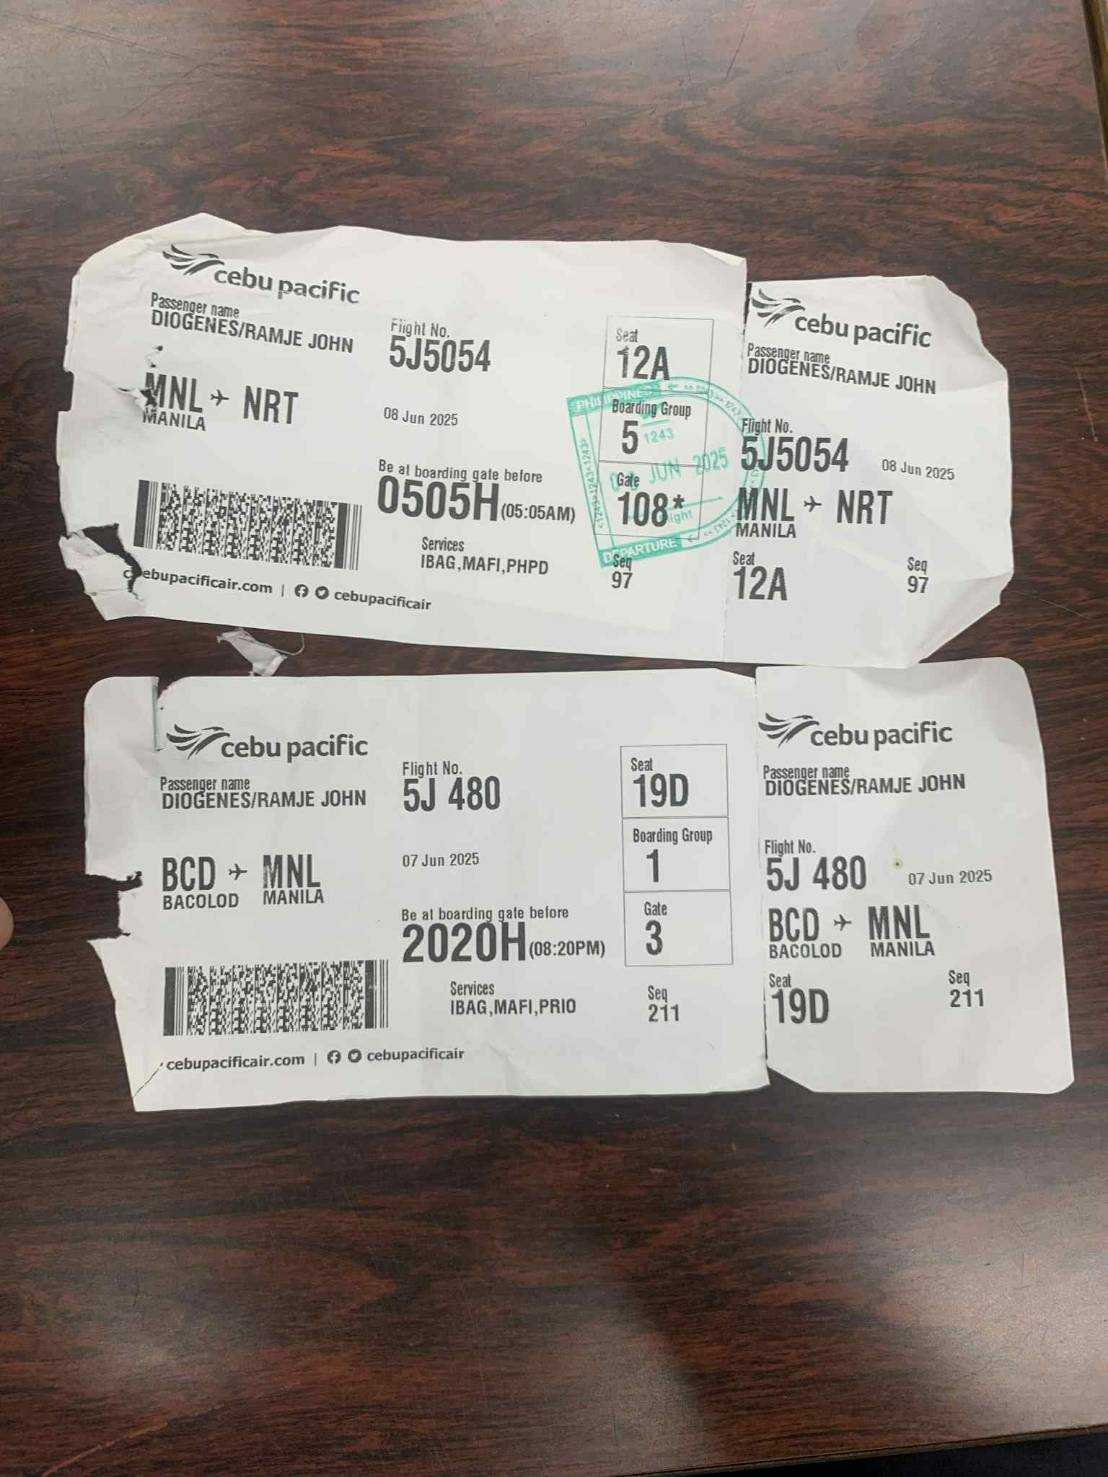 cebu pacific
Passenger name
DIOGENES/RAMJE JOHN
MNL NRT
MANILA
Flight No.
5J5054
08 Jun 2025
Be at boarding gate before
0505H (05:05AM)
Services
IBAG,MAFI,PHPD
Seat
12A
Boarding Group
5
Gate
108*
Seq
97
ebupacificair.com | cebupacificair
PHILIPPINES
1243
JUN 2025
DEPARTURE
cebu pacific
Passenger name
DIOGENES/RAMJE JOHN
Flight No.
5J5054 08 Jun 2025
MNL NRT
MANILA
Seat
12A
Seq
97
cebu pacific
Passenger name
DIOGENES/RAMJE JOHN
BCD MNL
BACOLOD MANILA
Flight No.
5J 480
07 Jun 2025
Be at boarding gate before
2020H (08:20PM)
Services
IBAG,MAFI,PRIO
Seat
19D
Boarding Group
1
Gate
3
Seq
211
cebupacificair.com | cebupacificair
cebu pacific
Passenger name
DIOGENES/RAMJE JOHN
Flight No.
5J 480 07 Jun 2025
BCD MNL
BACOLOD MANILA
Seat
19D
Seq
211